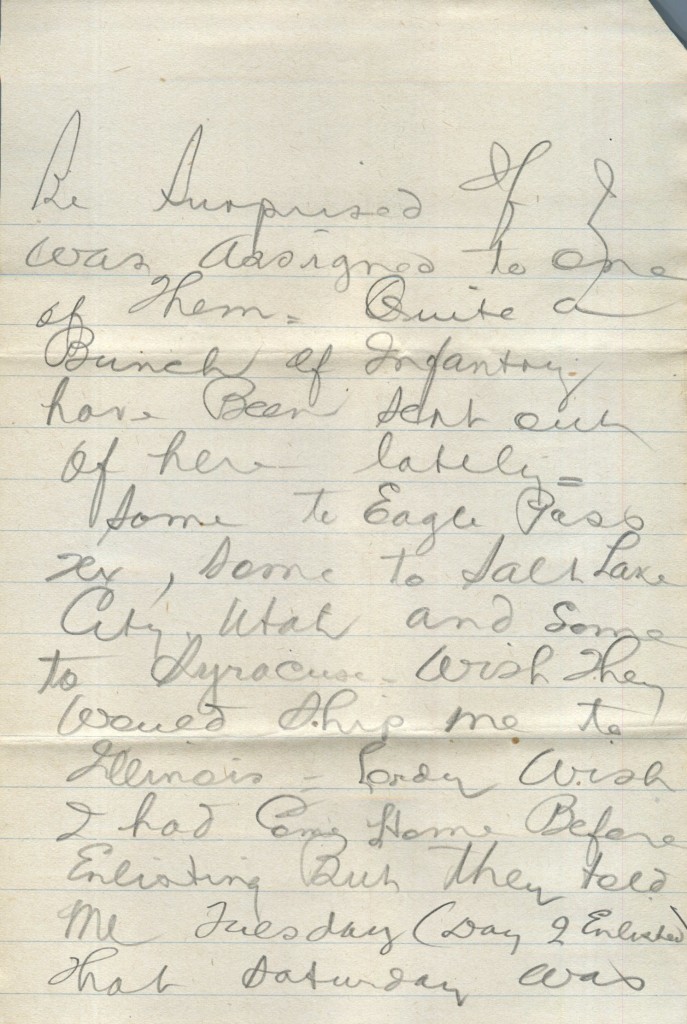 Be Surprised If I
was assigned to one
of Them - Quite a
Bunch of Infantry
have Been sent out
of here lately =
Some to Eagle Pass
Tex, Some to Salt Lake
City, Utah and Some
to Syracuse - Wish They
Would Ship me to
Illinois - Lordy Wish
I had Come Home Before
Enlisting But They told
Me Tuesday (Day I Enlisted)
That Saturday was